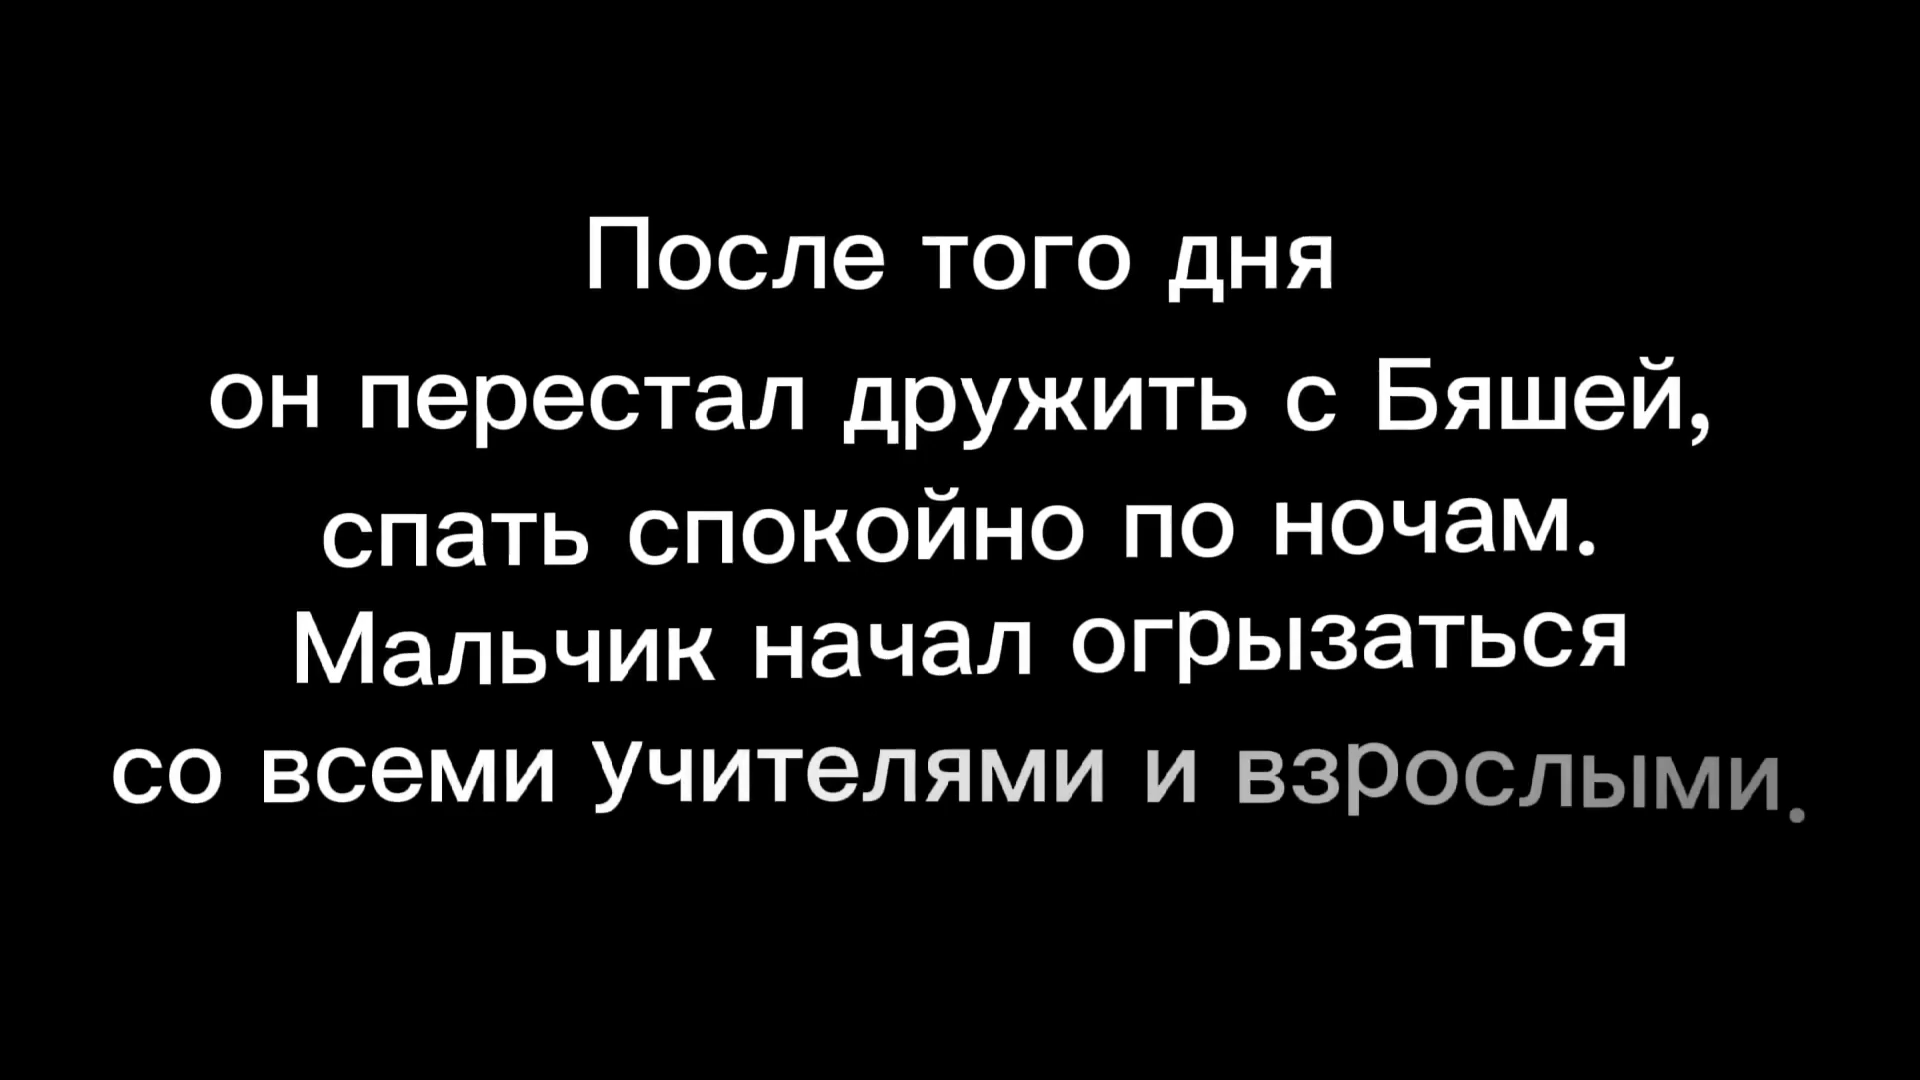 После того дня
он перестал дружить с Бяшей,
спать спокойно по ночам.
Мальчик начал огрызаться
со всеми учителями и взрослыми.